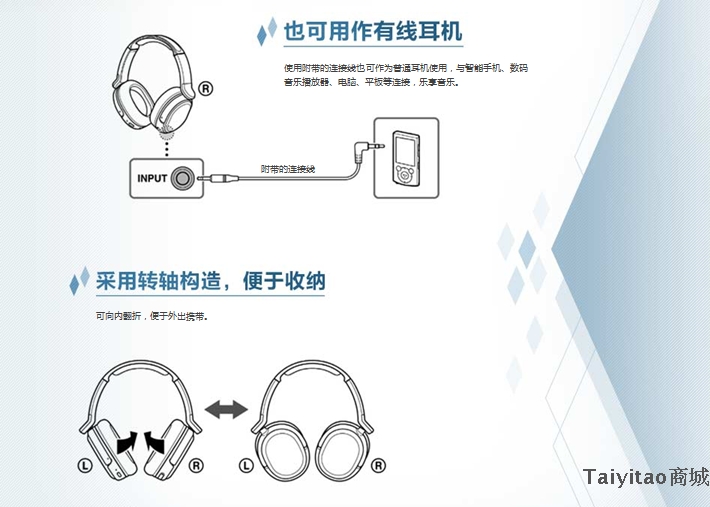 也可用作有线耳机
使用附带的连接线也可作为普通耳机使用，与智能手机、数码
音乐播放器、电脑、平板等连接，乐享音乐。
R
INPUT
附带的连接线
采用转轴构造，便于收纳
可向内翻折，便于外出携带。
L
R
L
R
Taiyitao商城